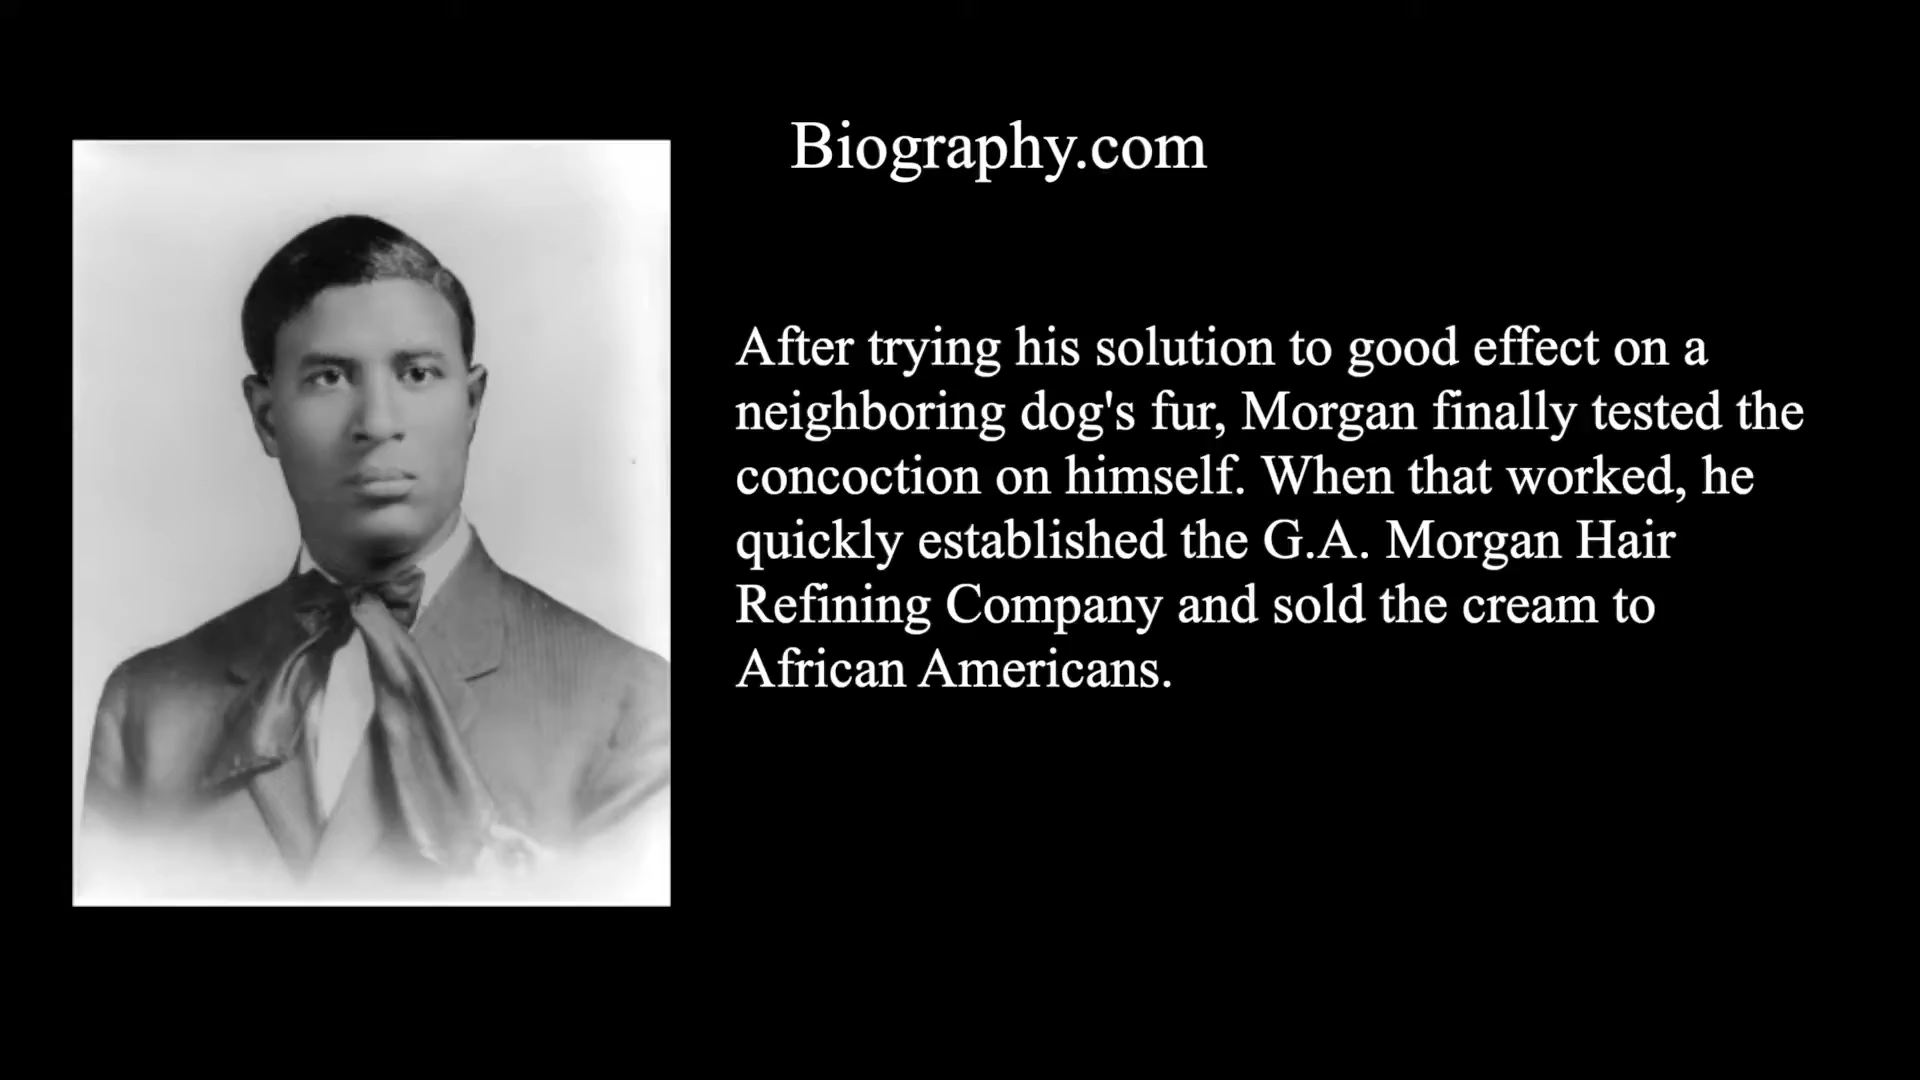 Biography.com
After trying his solution to good effect on a
neighboring dog's fur, Morgan finally tested the
concoction on himself. When that worked, he
quickly established the G.A. Morgan Hair
Refining Company and sold the cream to
African Americans.